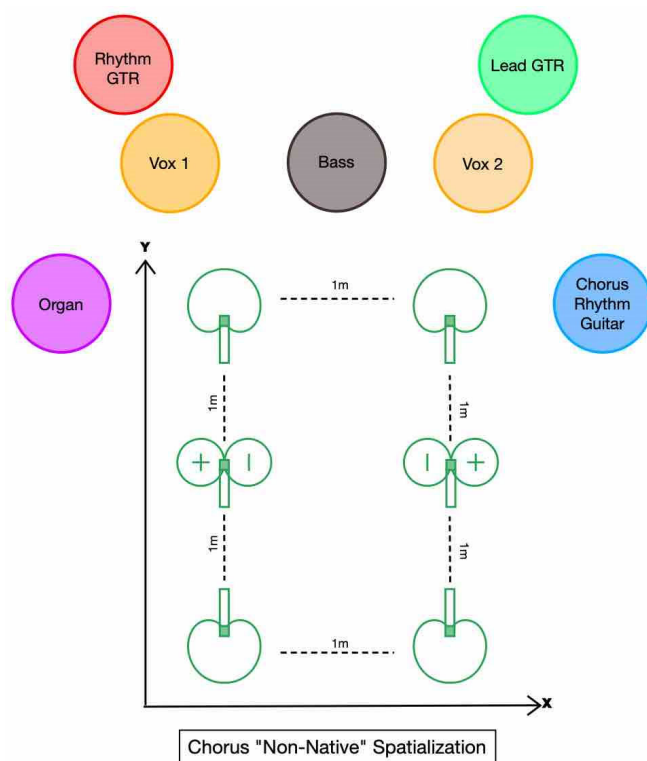 Rhythm
GTR
Lead GTR
Vox 1
Bass
Vox 2
Y
Organ
1m
Chorus
Rhythm
Guitar
1m
1m
+
−
−
+
1m
1m
1m
X
Chorus "Non-Native" Spatialization